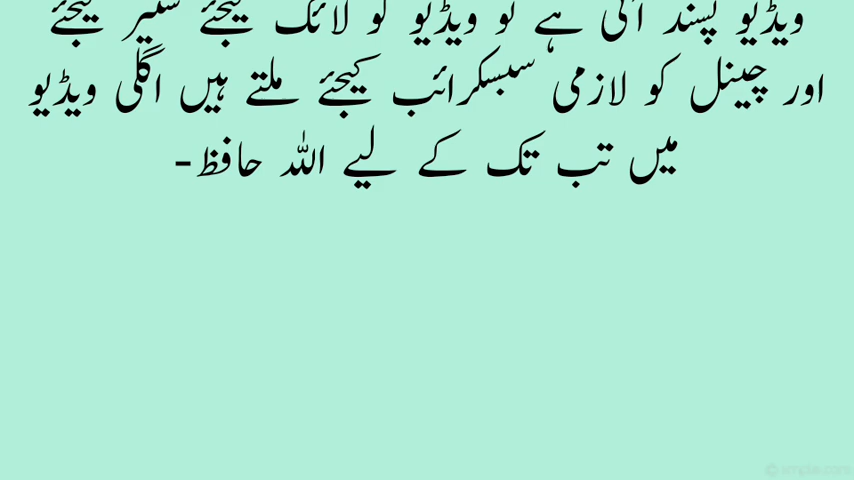 ویڈیو پسند آئی ہے تو ویڈیو کو لائک کیجئے شیر کیجئے
اور چینل کو لازمی سبسکرائب کیجئے ملتے ہیں اگلی ویڈیو
میں تب تک کے لیے اللہ حافظ-